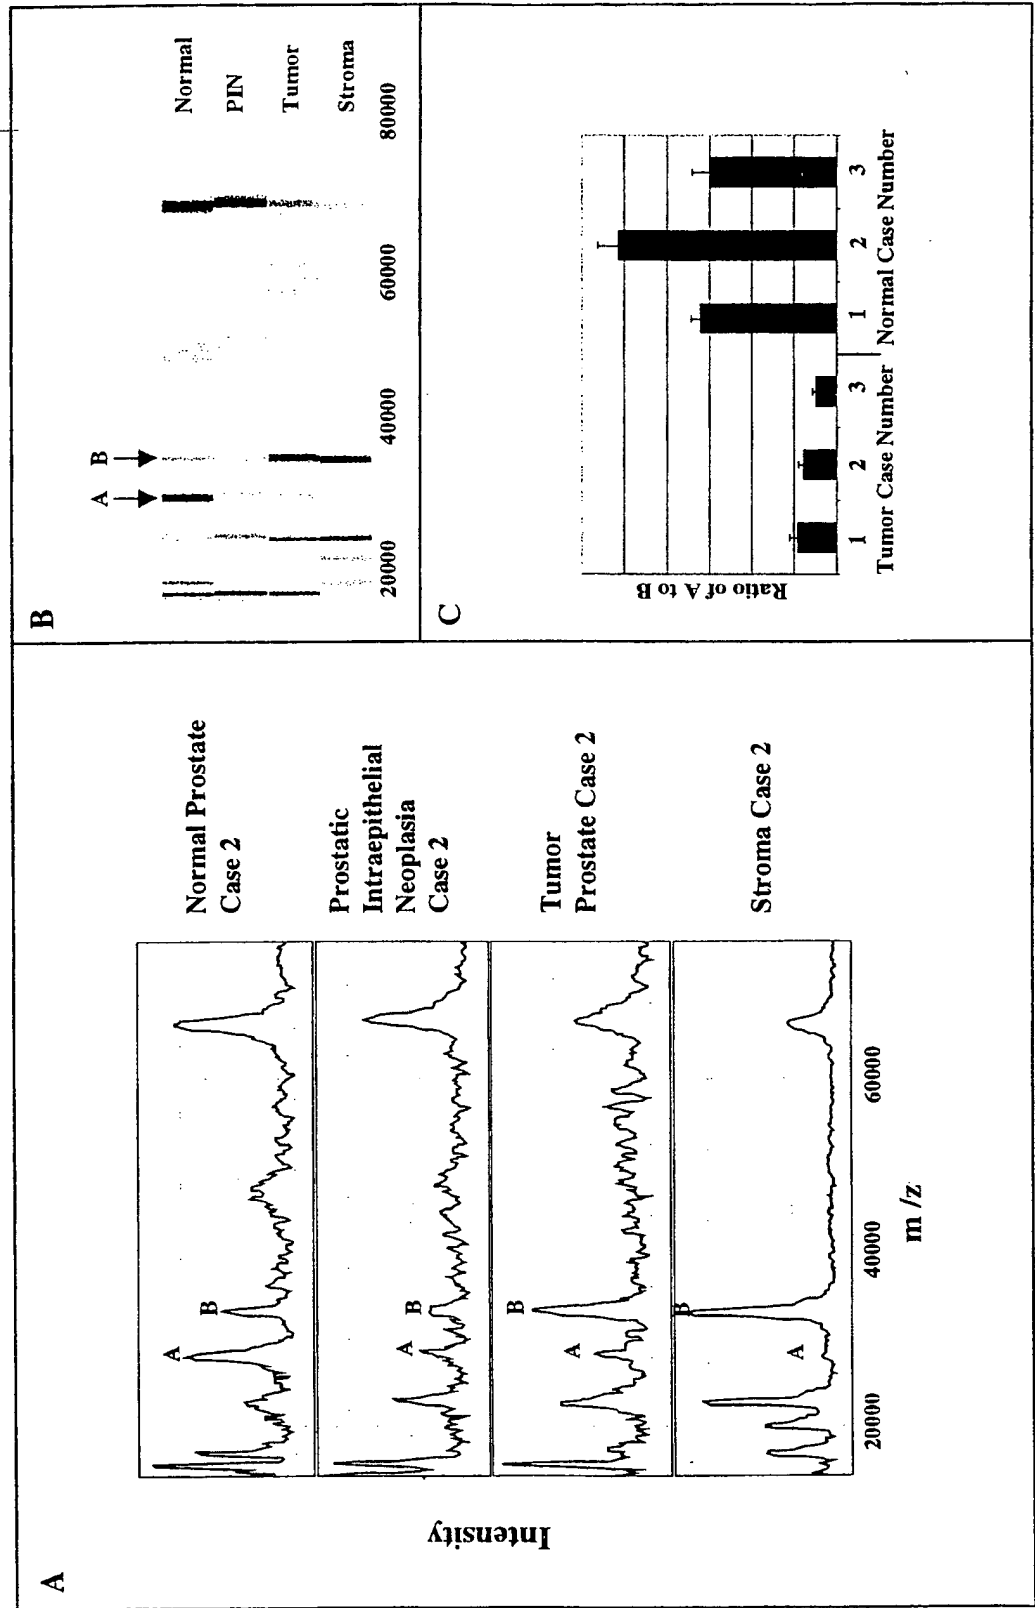 A
Intensity
A
B
Normal Prostate
Case 2
A
B
Prostatic
Intraepithelial
Neoplasia
Case 2
A
B
Tumor
Prostate Case 2
A
B
Stroma Case 2
20000
40000
60000
m /z
B
A
B
Normal
PIN
Tumor
Stroma
20000
40000
60000
80000
C
Ratio of A to B
1
2
3
1
2
3
Tumor Case Number
Normal Case Number